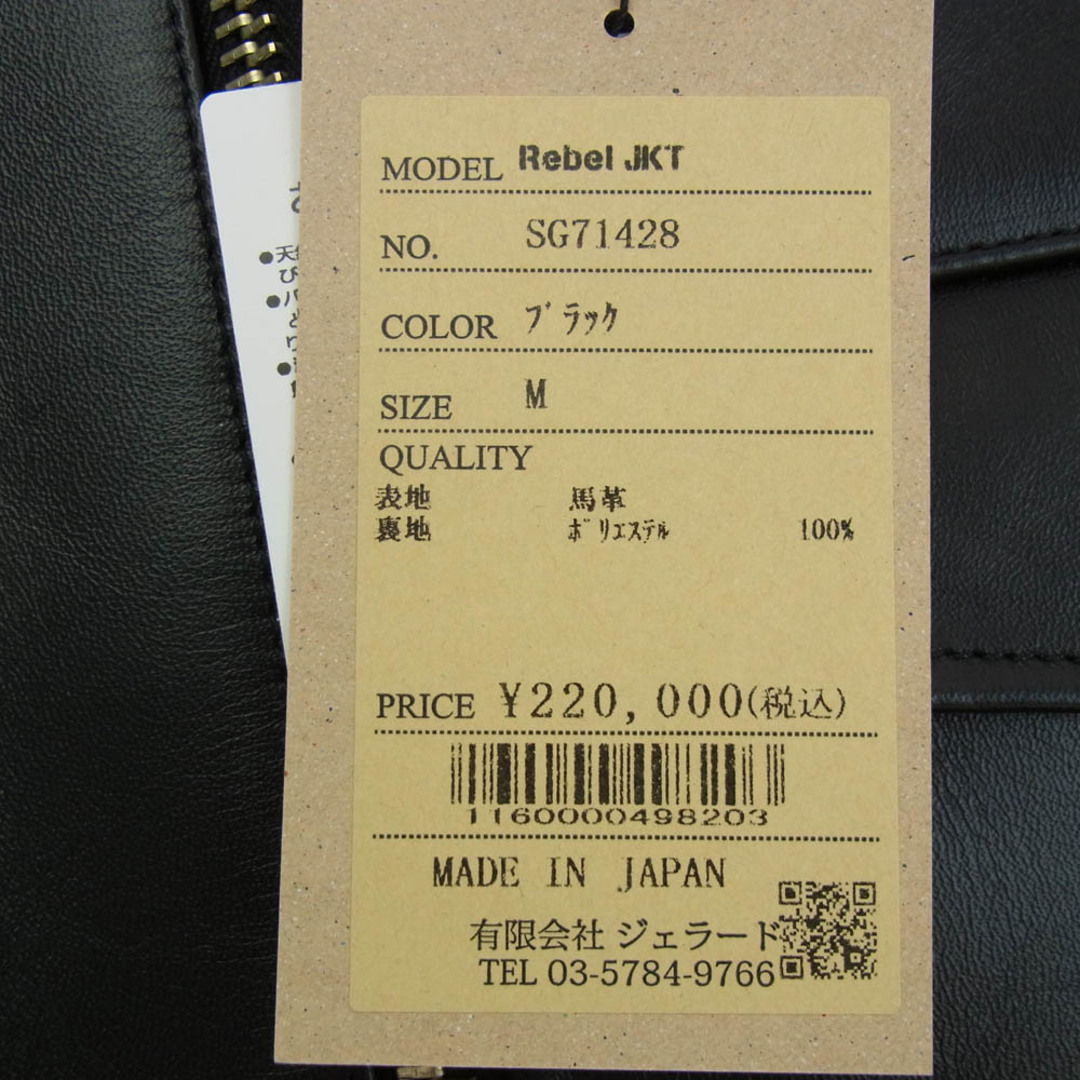 MODEL Rebel JKT
NO. SG71428
COLOR ブラック
SIZE M
QUALITY
表地 馬革
裏地 ポリエステル 100%
PRICE ¥220,000(税込)
1160000498203
MADE IN JAPAN
有限会社 ジェラード
TEL 03-5784-9766